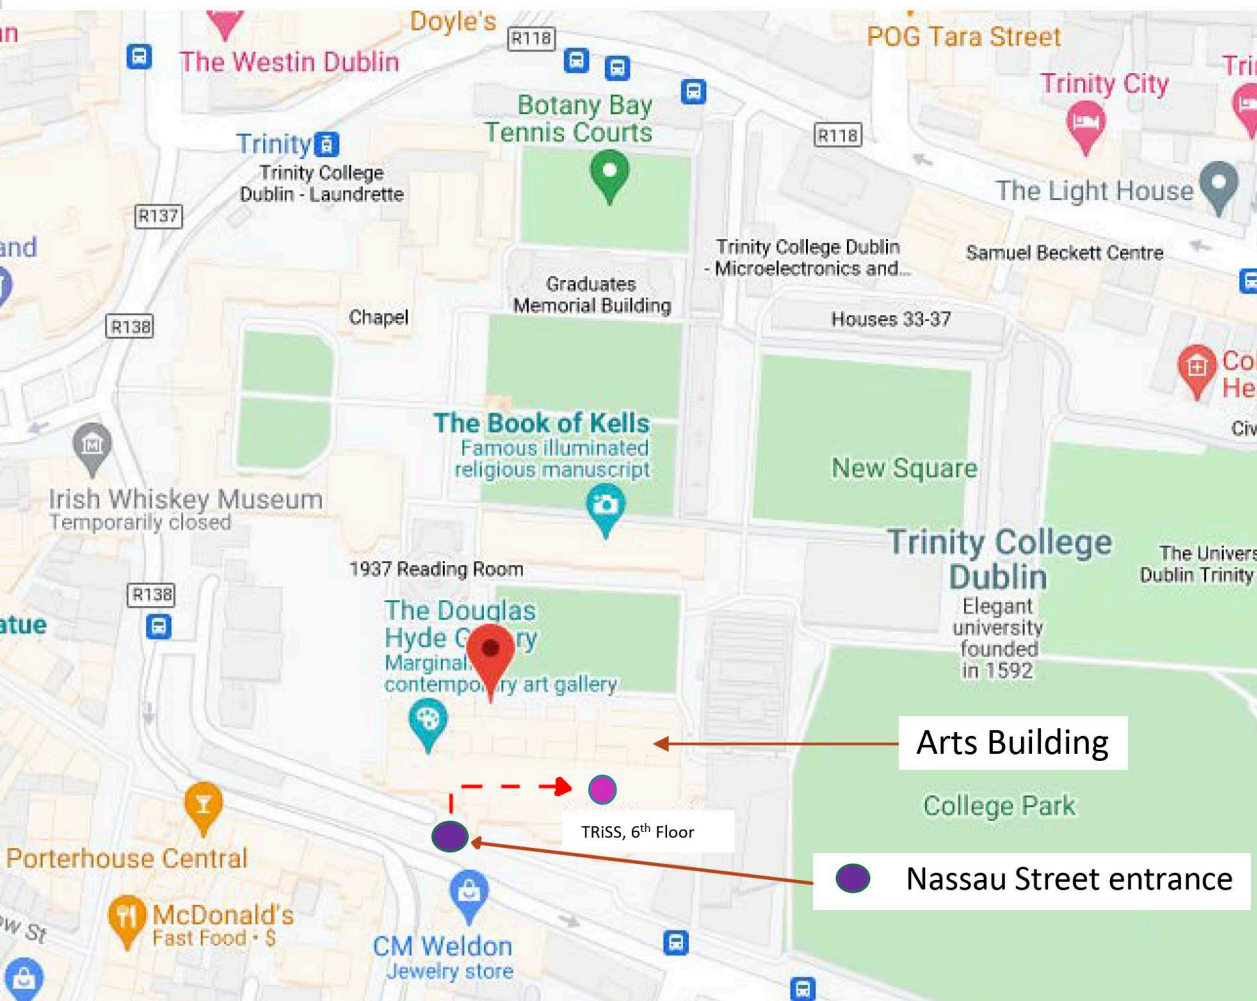 Doyle's
R118
POG Tara Street
The Westin Dublin
Trinity City
Botany Bay
Tennis Courts
R118
Trinity
Trinity College
Dublin - Laundrette
The Light House
R137
and
Trinity College Dublin
- Microelectronics and...
Samuel Beckett Centre
Graduates
Memorial Building
R138
Chapel
Houses 33-37
The Book of Kells
Famous illuminated
religious manuscript
New Square
Irish Whiskey Museum
Temporarily closed
Trinity College
Dublin
Elegant
university
founded
in 1592
Dublin Trinity
1937 Reading Room
R138
The Douglas
Hyde
contemporary art gallery
Arts Building
College Park
TRiSS, 6th Floor
Nassau Street entrance
Porterhouse Central
McDonald's
Fast Food · $
CM Weldon
Jewelry store
St